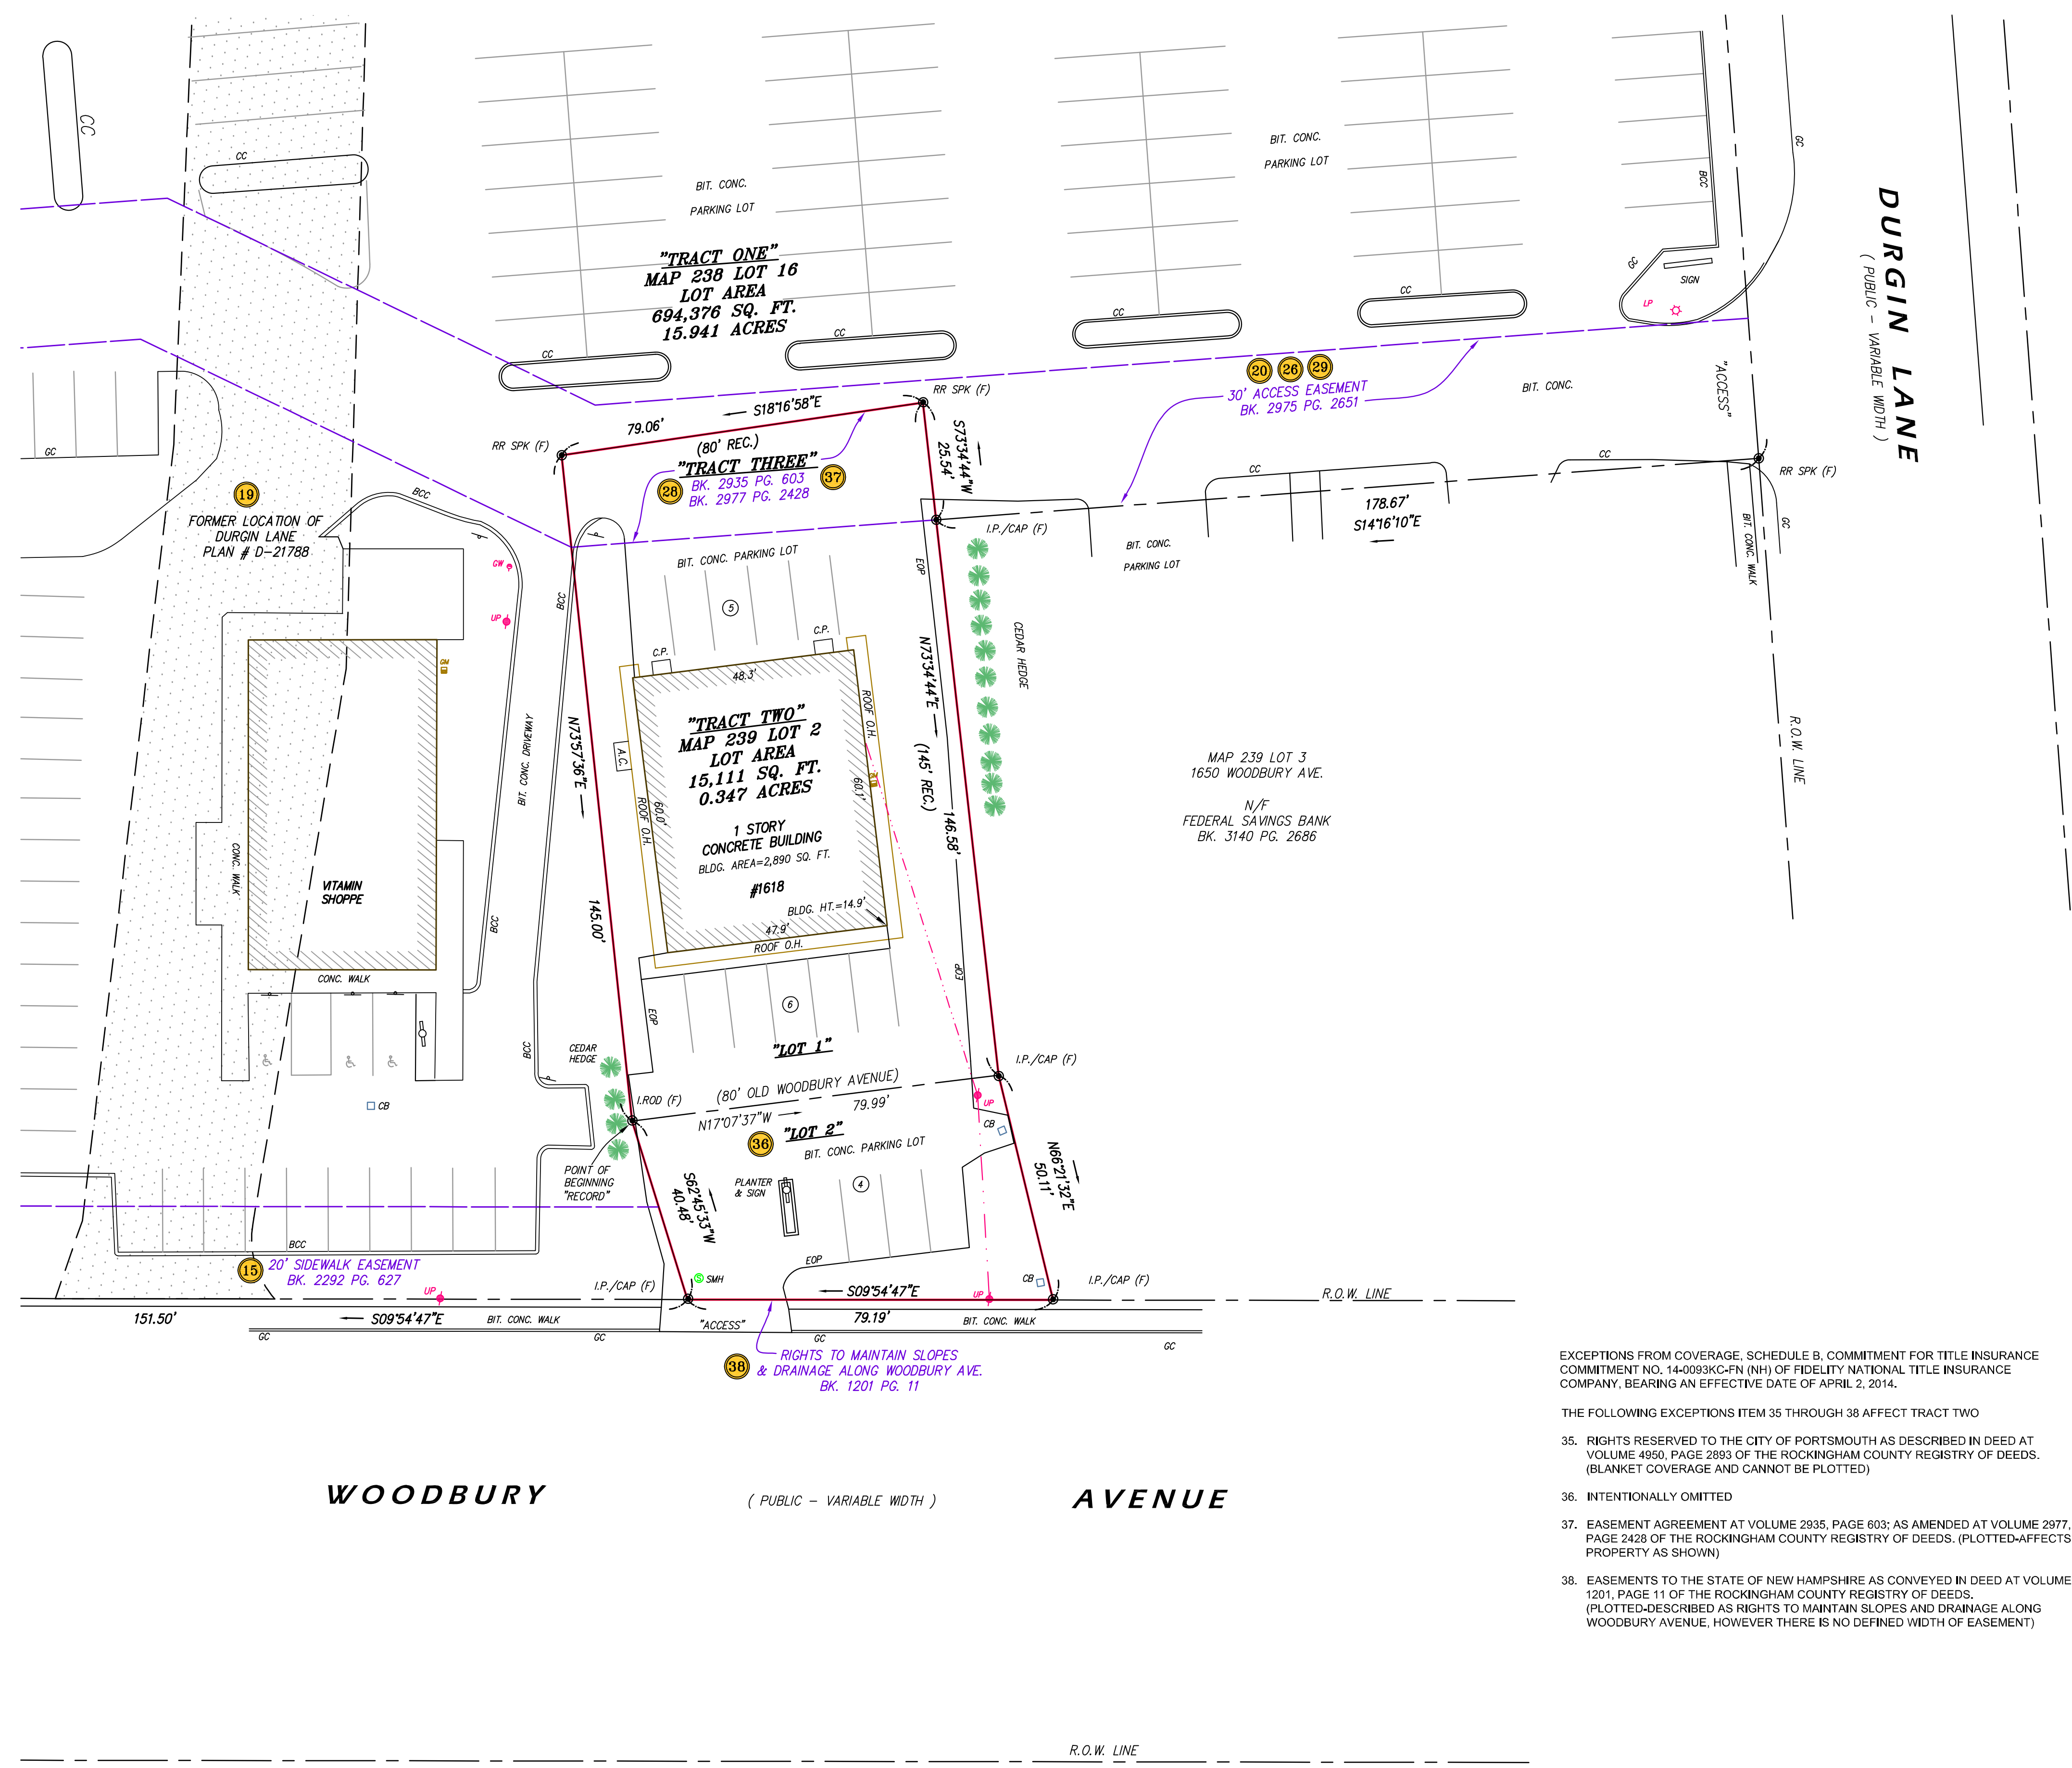 CC
CC
BIT. CONC.
PARKING LOT
BIT. CONC.
PARKING LOT
"TRACT ONE"
MAP 238 LOT 16
LOT AREA
694,376 SQ. FT.
15.941 ACRES
CC
CC
CC
CC
GC
BCC
GC
SIGN
LP
DURGIN LANE
( PUBLIC - VARIABLE WIDTH )
"ACCESS"
20 26 29
30' ACCESS EASEMENT
BK. 2975 PG. 2651
BIT. CONC.
RR SPK (F)
S18°16'58"E
79.06'
(80' REC.)
RR SPK (F)
"TRACT THREE"
28
BK. 2935 PG. 603
BK. 2977 PG. 2428
37
S73°34'44"W
25.54'
I.P./CAP (F)
CC
CC
178.67'
S14°16'10"E
RR SPK (F)
GC
BIT. CONC. WALK
BIT. CONC.
PARKING LOT
GC
19
FORMER LOCATION OF
DURGIN LANE
PLAN # D-21788
BCC
GW
UP
GM
BCC
BIT. CONC. PARKING LOT
5
EOP
C.P.
C.P.
CEDAR HEDGE
48.3'
ROOF O.H.
N73°34'44"E
(145' REC.)
146.58'
N73°57'36"E
145.00'
BIT. CONC. DRIVEWAY
A.C.
ROOF O.H.
60.0'
60.1'
"TRACT TWO"
MAP 239 LOT 2
LOT AREA
15,111 SQ. FT.
0.347 ACRES
1 STORY
CONCRETE BUILDING
BLDG. AREA=2,890 SQ. FT.
#1618
BLDG. HT.=14.9'
47.9'
ROOF O.H.
MAP 239 LOT 3
1650 WOODBURY AVE.
N/F
FEDERAL SAVINGS BANK
BK. 3140 PG. 2686
R.O.W. LINE
CONC. WALK
VITAMIN
SHOPPE
BCC
CONC. WALK
EOP
6
EOP
"LOT 1"
CEDAR
HEDGE
BCC
CB
I.ROD (F)
(80' OLD WOODBURY AVENUE)
N17°07'37"W
79.99'
I.P./CAP (F)
UP
CB
36
"LOT 2"
BIT. CONC. PARKING LOT
POINT OF
BEGINNING
"RECORD"
S62°45'33"W
40.48'
PLANTER
& SIGN
4
N66°21'32"E
50.11'
BCC
15
20' SIDEWALK EASEMENT
BK. 2292 PG. 627
UP
I.P./CAP (F)
SMH
EOP
CB
I.P./CAP (F)
S09°54'47"E
UP
R.O.W. LINE
151.50'
S09°54'47"E
BIT. CONC. WALK
"ACCESS"
79.19'
BIT. CONC. WALK
GC
GC
GC
GC
38
RIGHTS TO MAINTAIN SLOPES
& DRAINAGE ALONG WOODBURY AVE.
BK. 1201 PG. 11
WOODBURY
( PUBLIC - VARIABLE WIDTH )
AVENUE
R.O.W. LINE
EXCEPTIONS FROM COVERAGE, SCHEDULE B, COMMITMENT FOR TITLE INSURANCE
COMMITMENT NO. 14-0093KC-FN (NH) OF FIDELITY NATIONAL TITLE INSURANCE
COMPANY, BEARING AN EFFECTIVE DATE OF APRIL 2, 2014.
THE FOLLOWING EXCEPTIONS ITEM 35 THROUGH 38 AFFECT TRACT TWO
35. RIGHTS RESERVED TO THE CITY OF PORTSMOUTH AS DESCRIBED IN DEED AT
VOLUME 4950, PAGE 2893 OF THE ROCKINGHAM COUNTY REGISTRY OF DEEDS.
(BLANKET COVERAGE AND CANNOT BE PLOTTED)
36. INTENTIONALLY OMITTED
37. EASEMENT AGREEMENT AT VOLUME 2935, PAGE 603; AS AMENDED AT VOLUME 2977,
PAGE 2428 OF THE ROCKINGHAM COUNTY REGISTRY OF DEEDS. (PLOTTED-AFFECTS
PROPERTY AS SHOWN)
38. EASEMENTS TO THE STATE OF NEW HAMPSHIRE AS CONVEYED IN DEED AT VOLUME
1201, PAGE 11 OF THE ROCKINGHAM COUNTY REGISTRY OF DEEDS.
(PLOTTED-DESCRIBED AS RIGHTS TO MAINTAIN SLOPES AND DRAINAGE ALONG
WOODBURY AVENUE, HOWEVER THERE IS NO DEFINED WIDTH OF EASEMENT)